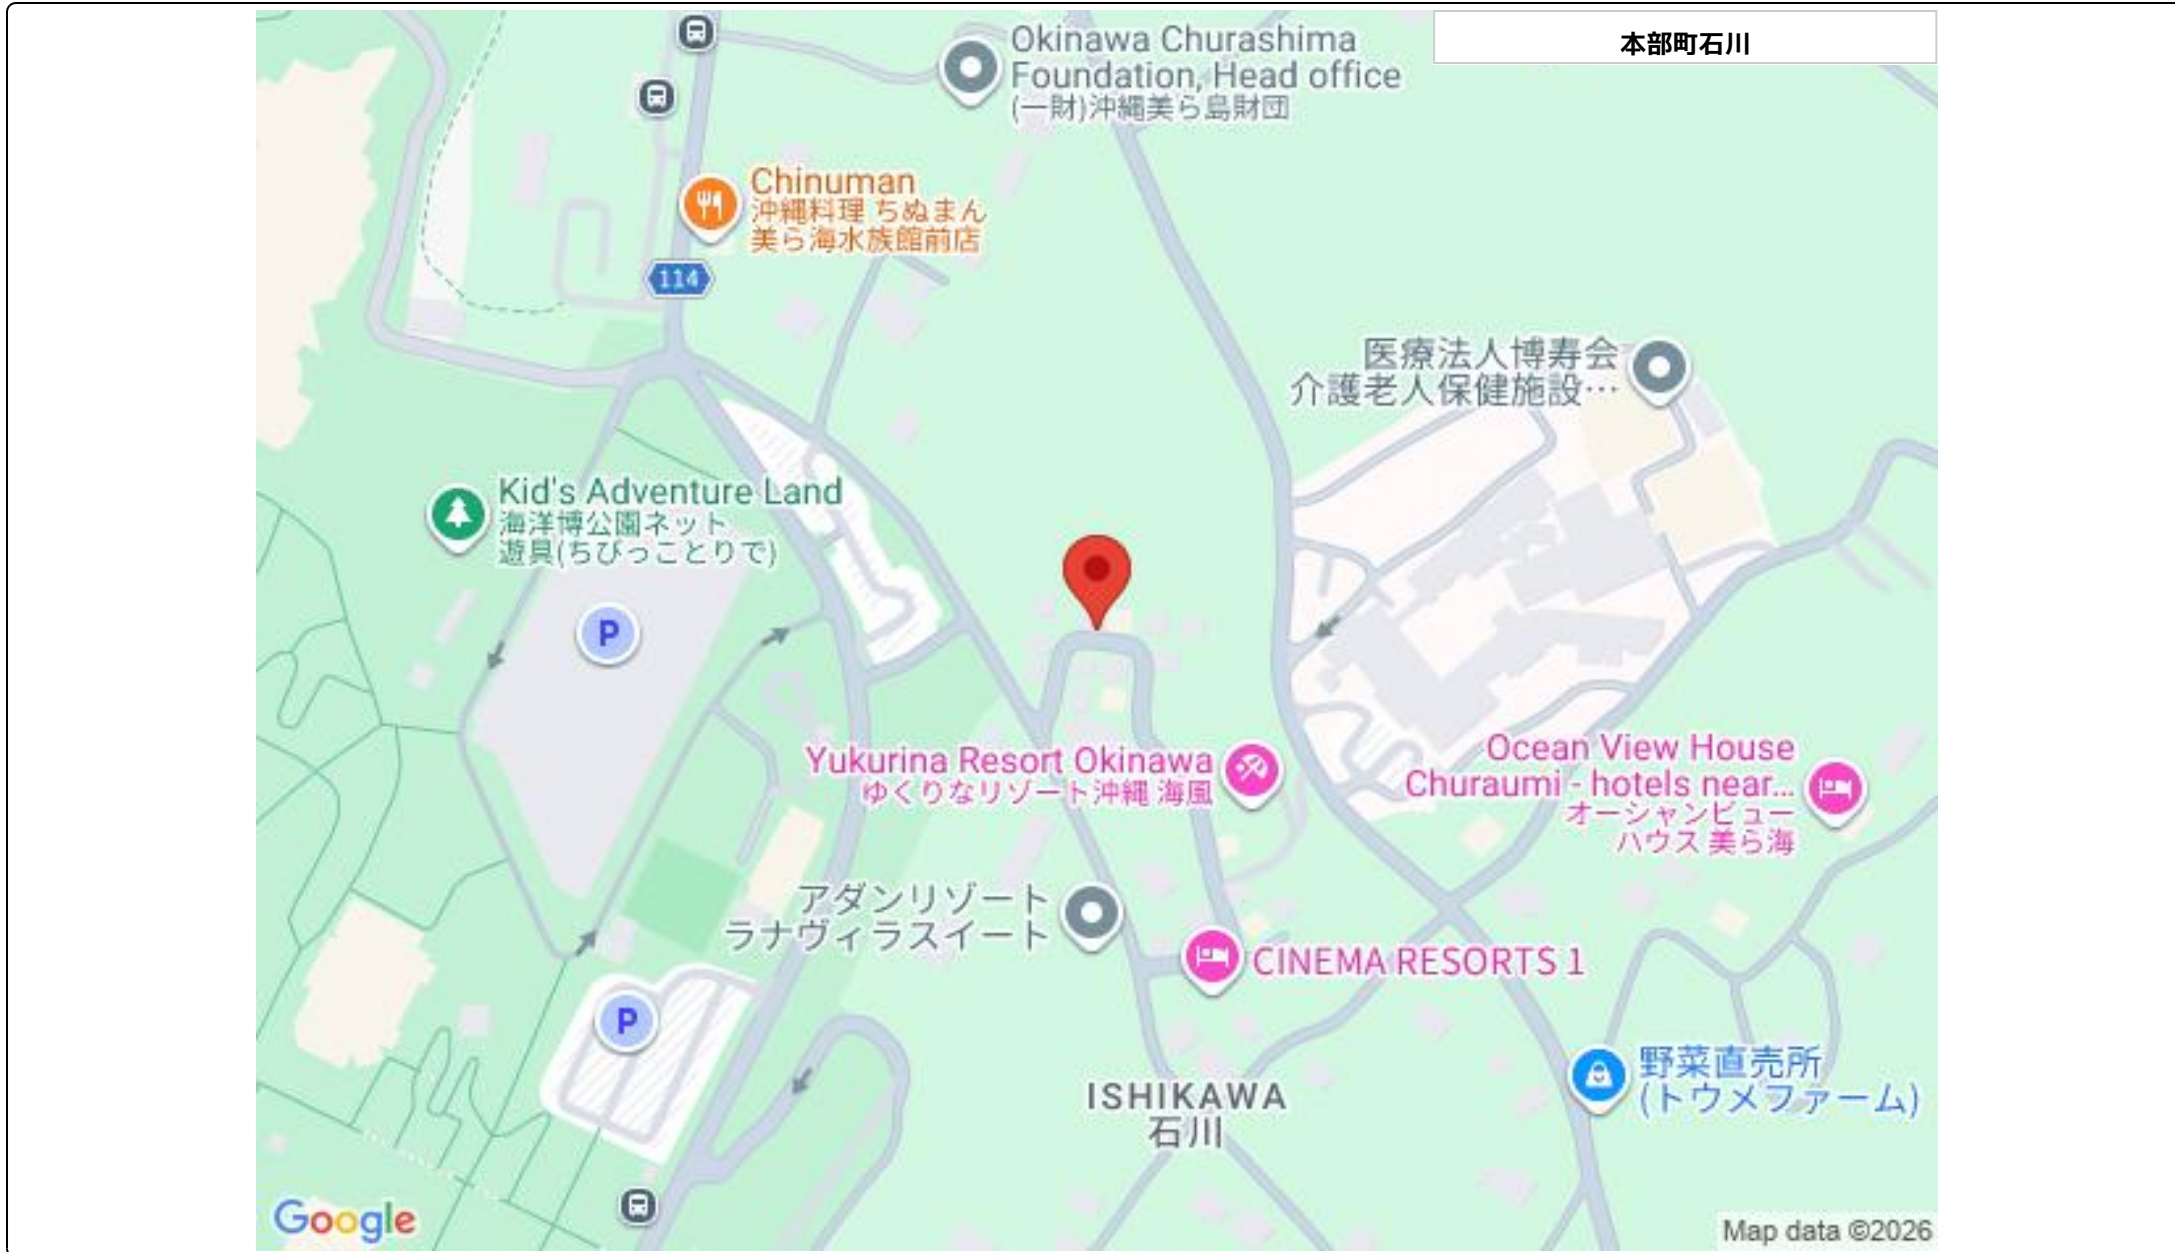 本部町石川
Okinawa Churashima
Foundation, Head office
(一財)沖縄美ら島財団
Chinuman
沖縄料理 ちぬまん
美ら海水族館前店
114
医療法人博寿会
介護老人保健施設…
Kid's Adventure Land
海洋博公園ネット
遊具(ちびっことりで)
P
Yukurina Resort Okinawa
ゆくりなリゾート沖縄 海風
Ocean View House
Churaumi - hotels near...
オーシャンビュー
ハウス 美ら海
アダンリゾート
ラナヴィラスイート
CINEMA RESORTS 1
P
野菜直売所
(トウメファーム)
ISHIKAWA
石川
Google
Map data ©2026